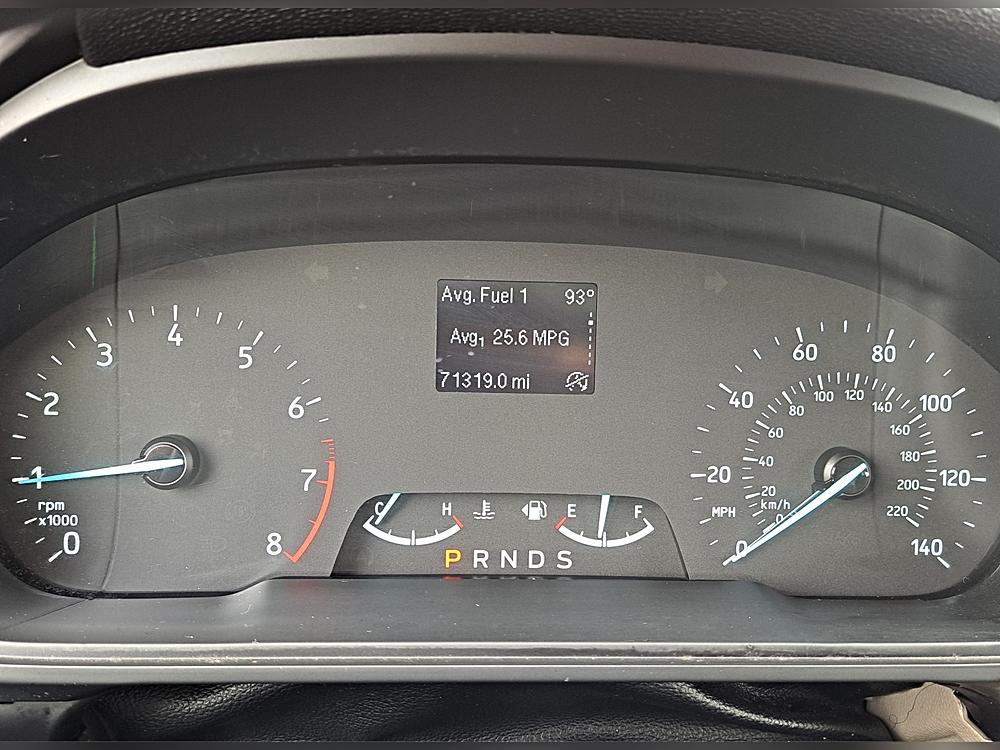 Avg. Fuel 1 93°
Avg1 25.6 MPG
71319.0 mi
0 1 2 3 4 5 6 7 8
rpm
x1000
C H
E F
P R N D S
0 20 40 60 80 100 120 140
MPH
0 20 40 60 80 100 120 140 160 180 200 220
km/h